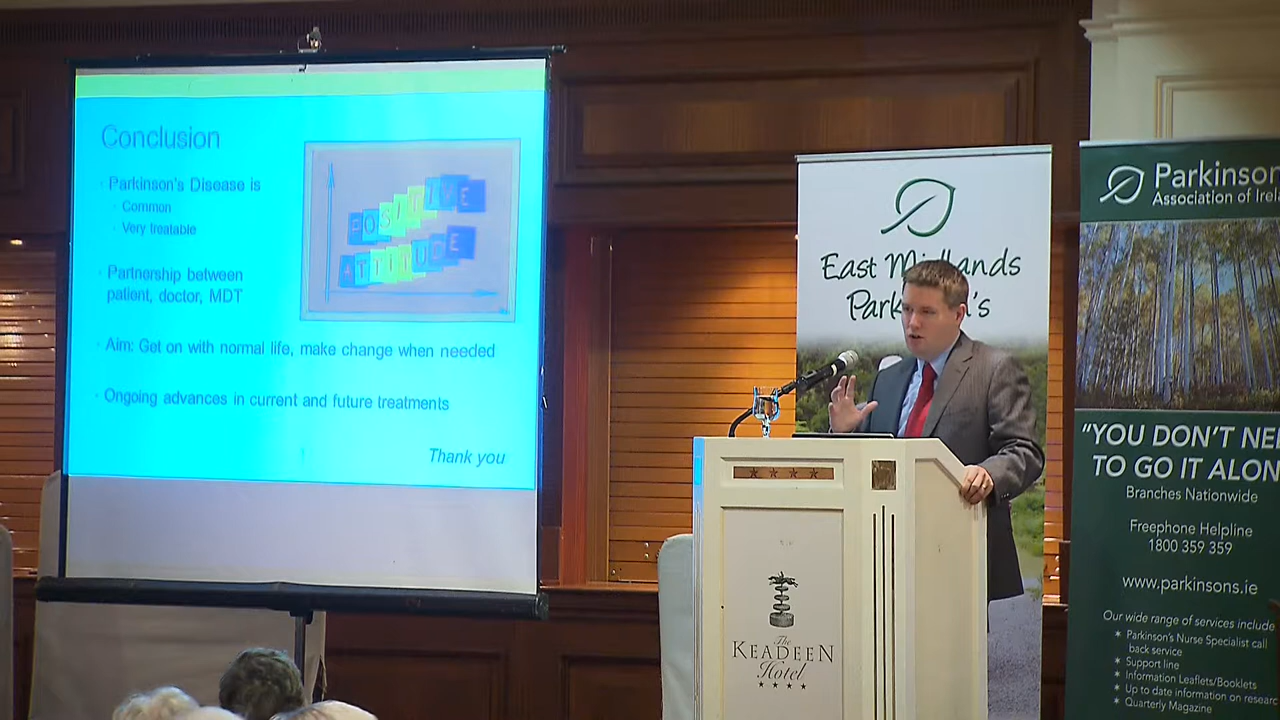 Conclusion
Parkinson's Disease is
Common
Very treatable
Partnership between
patient, doctor, MDT
Aim: Get on with normal life, make change when needed
Ongoing advances in current and future treatments
Thank you
POSITIVE
ATTITUDE
East Midlands
Park 's
The
KEADEEN
Hotel
Parkinson
Association of Irela
"YOU DON'T NE
TO GO IT ALON
Branches Nationwide
Freephone Helpline
1800 359 359
www.parkinsons.ie
Our wide range of services include
Parkinson's Nurse Specialist call
back service
Support line
Information Leaflets/Booklets
Up to date information on researc
Quarterly Magazine